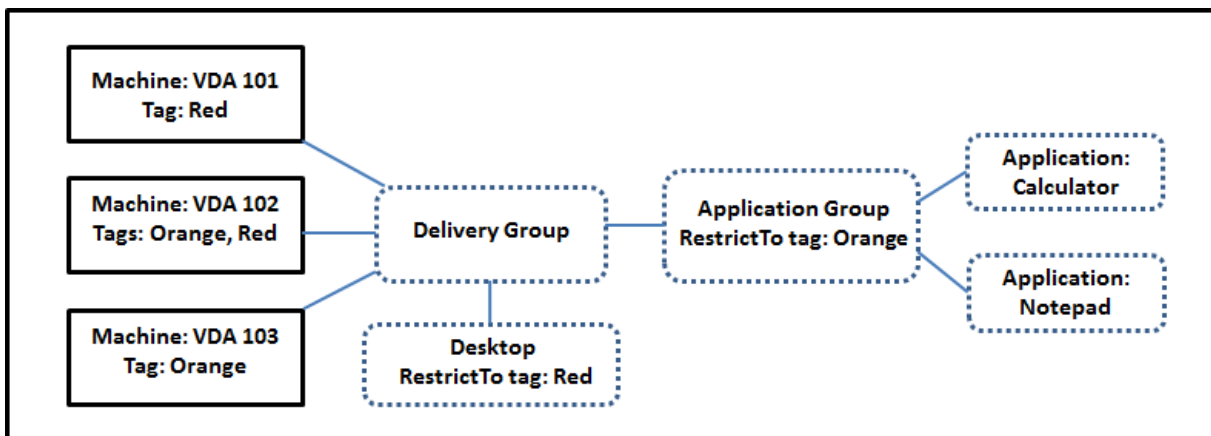 Machine: VDA 101
Tag: Red
Machine: VDA 102
Tags: Orange, Red
Machine: VDA 103
Tag: Orange
Delivery Group
Desktop
RestrictTo tag: Red
Application Group
RestrictTo tag: Orange
Application:
Calculator
Application:
Notepad